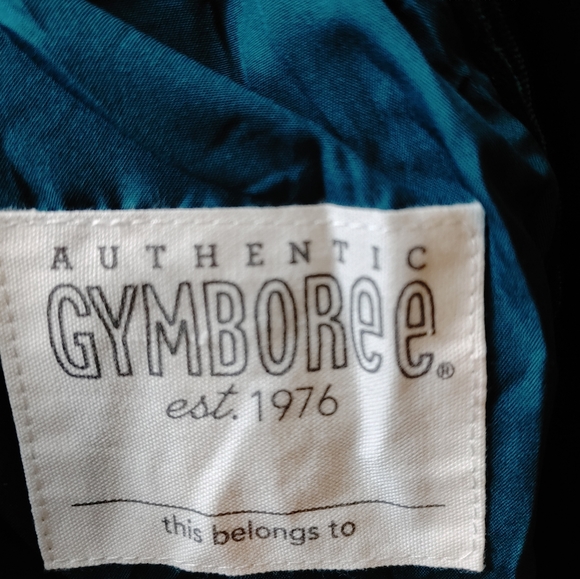 AUTHENTIC
GYMBORee®
est. 1976
this belongs to